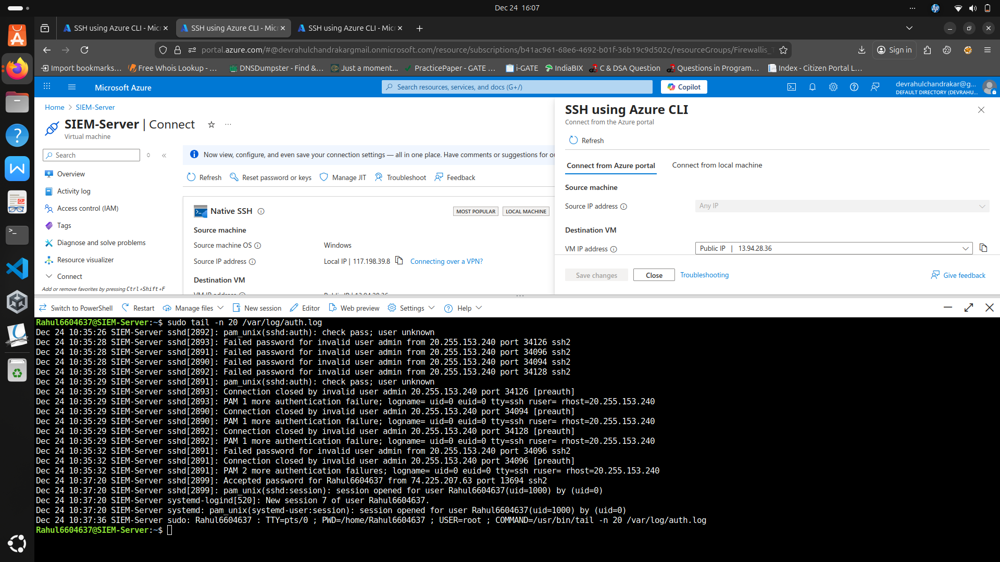 Dec 24 16:07
SSH using Azure CLI - Mic
SSH using Azure CLI - Mic
SSH using Azure CLI - Mic
portal.azure.com/#@devrahulchandrakargmail.onmicrosoft.com/resource/subscriptions/b41ac961-68e6-4692-b01f-36b19c9d502c/resourceGroups/Firewallis_
Sign in
Import bookmarks…
Free Whois Lookup - …
DNSDumpster - Find &…
Just a moment…
PracticePaper - GATE …
i-GATE
IndiaBIX
C & DSA Question
Questions in Program…
Index - Citizen Portal L…
Microsoft Azure
Search resources, services, and docs (G+/)
Copilot
devrahulchandrakar@g...
DEFAULT DIRECTORY (DEVRAHU...
Home > SIEM-Server
SIEM-Server | Connect
Virtual machine
Search
Overview
Activity log
Access control (IAM)
Tags
Diagnose and solve problems
Resource visualizer
Connect
Add or remove favorites by pressing Ctrl+Shift+F
Now view, configure, and even save your connection settings — all in one place. Have comments or suggestions for
Refresh
Reset password or keys
Manage JIT
Troubleshoot
Feedback
Native SSH
MOST POPULAR
LOCAL MACHINE
Source machine
Source machine OS
Windows
Source IP address
Local IP | 117.198.39.8
Connecting over a VPN?
Destination VM
VM IP address
Public IP | 13.94.28.36
SSH using Azure CLI
Connect from the Azure portal
Refresh
Connect from Azure portal
Connect from local machine
Source machine
Source IP address
Any IP
Destination VM
VM IP address
Public IP | 13.94.28.36
Save changes
Close
Troubleshooting
Give feedback
Switch to PowerShell
Restart
Manage files
New session
Editor
Web preview
Settings
Help
Rahul6604637@SIEM-Server:~$ sudo tail -n 20 /var/log/auth.log
Dec 24 10:35:26 SIEM-Server sshd[2892]: pam_unix(sshd:auth): check pass; user unknown
Dec 24 10:35:28 SIEM-Server sshd[2893]: Failed password for invalid user admin from 20.255.153.240 port 34126 ssh2
Dec 24 10:35:28 SIEM-Server sshd[2891]: Failed password for invalid user admin from 20.255.153.240 port 34096 ssh2
Dec 24 10:35:28 SIEM-Server sshd[2890]: Failed password for invalid user admin from 20.255.153.240 port 34094 ssh2
Dec 24 10:35:28 SIEM-Server sshd[2892]: Failed password for invalid user admin from 20.255.153.240 port 34128 ssh2
Dec 24 10:35:29 SIEM-Server sshd[2891]: pam_unix(sshd:auth): check pass; user unknown
Dec 24 10:35:29 SIEM-Server sshd[2893]: Connection closed by invalid user admin 20.255.153.240 port 34126 [preauth]
Dec 24 10:35:29 SIEM-Server sshd[2893]: PAM 1 more authentication failure; logname= uid=0 euid=0 tty=ssh ruser= rhost=20.255.153.240
Dec 24 10:35:29 SIEM-Server sshd[2890]: Connection closed by invalid user admin 20.255.153.240 port 34094 [preauth]
Dec 24 10:35:29 SIEM-Server sshd[2890]: PAM 1 more authentication failure; logname= uid=0 euid=0 tty=ssh ruser= rhost=20.255.153.240
Dec 24 10:35:29 SIEM-Server sshd[2892]: Connection closed by invalid user admin 20.255.153.240 port 34128 [preauth]
Dec 24 10:35:29 SIEM-Server sshd[2892]: PAM 1 more authentication failure; logname= uid=0 euid=0 tty=ssh ruser= rhost=20.255.153.240
Dec 24 10:35:32 SIEM-Server sshd[2891]: Failed password for invalid user admin from 20.255.153.240 port 34096 ssh2
Dec 24 10:35:32 SIEM-Server sshd[2891]: Connection closed by invalid user admin 20.255.153.240 port 34096 [preauth]
Dec 24 10:35:32 SIEM-Server sshd[2891]: PAM 2 more authentication failures; logname= uid=0 euid=0 tty=ssh ruser= rhost=20.255.153.240
Dec 24 10:37:20 SIEM-Server sshd[2899]: Accepted password for Rahul6604637 from 74.225.207.63 port 13694 ssh2
Dec 24 10:37:20 SIEM-Server sshd[2899]: pam_unix(sshd:session): session opened for user Rahul6604637(uid=1000) by (uid=0)
Dec 24 10:37:20 SIEM-Server systemd-logind[520]: New session 7 of user Rahul6604637.
Dec 24 10:37:20 SIEM-Server systemd: pam_unix(systemd-user:session): session opened for user Rahul6604637(uid=1000) by (uid=0)
Dec 24 10:37:36 SIEM-Server sudo: Rahul6604637 : TTY=pts/0 ; PWD=/home/Rahul6604637 ; USER=root ; COMMAND=/usr/bin/tail -n 20 /var/log/auth.log
Rahul6604637@SIEM-Server:~$